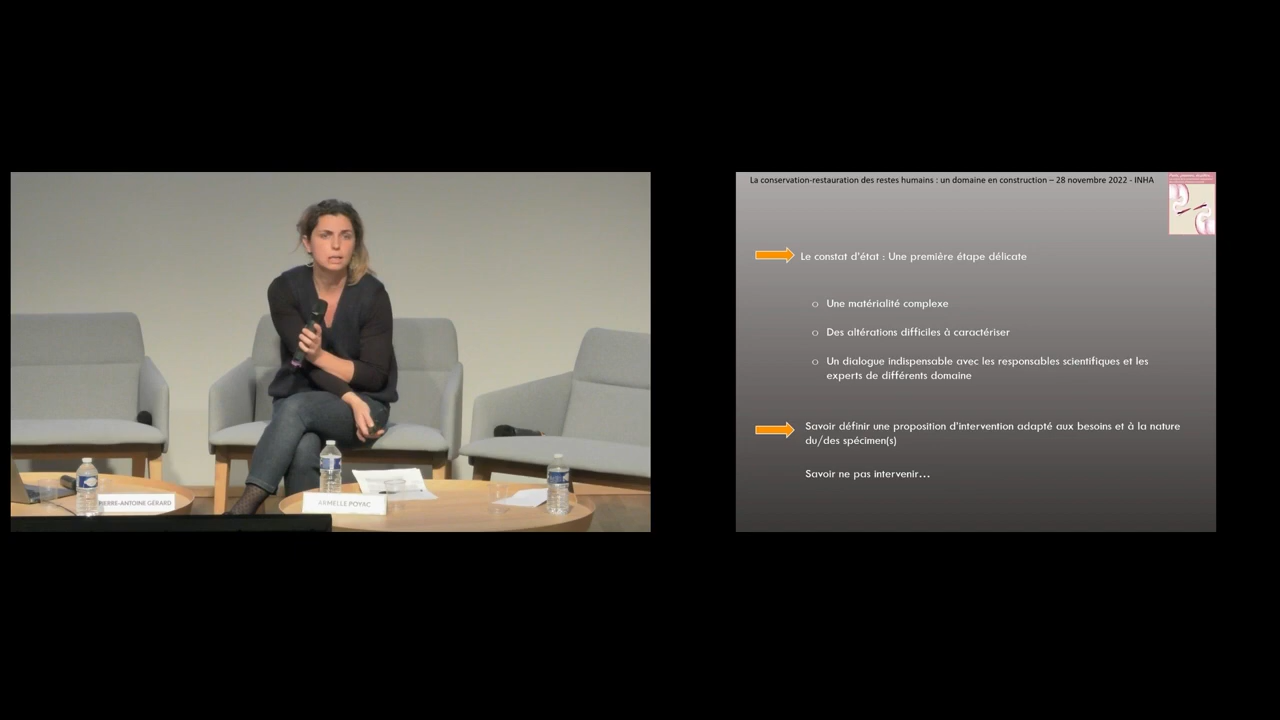 PIERRE-ANTOINE GÉRARD
ARMELLE POYAC
La conservation-restauration des restes humains : un domaine en construction – 28 novembre 2022 - INHA
Le constat d'état : Une première étape délicate
o Une matérialité complexe
o Des altérations difficiles à caractériser
o Un dialogue indispensable avec les responsables scientifiques et les
experts de différents domaine
Savoir définir une proposition d'intervention adapté aux besoins et à la nature
du/des spécimen(s)
Savoir ne pas intervenir...